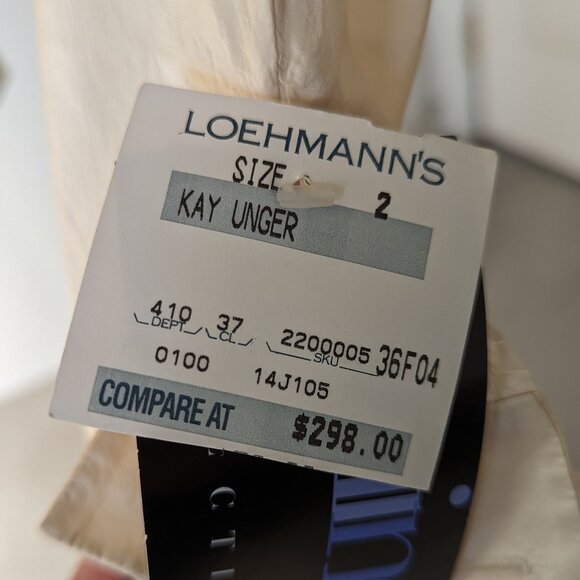 LOEHMANN'S
SIZE 2
KAY UNGER
410 37 2200005 36F04
DEPT CL SKU
0100 14J105
COMPARE AT $298.00